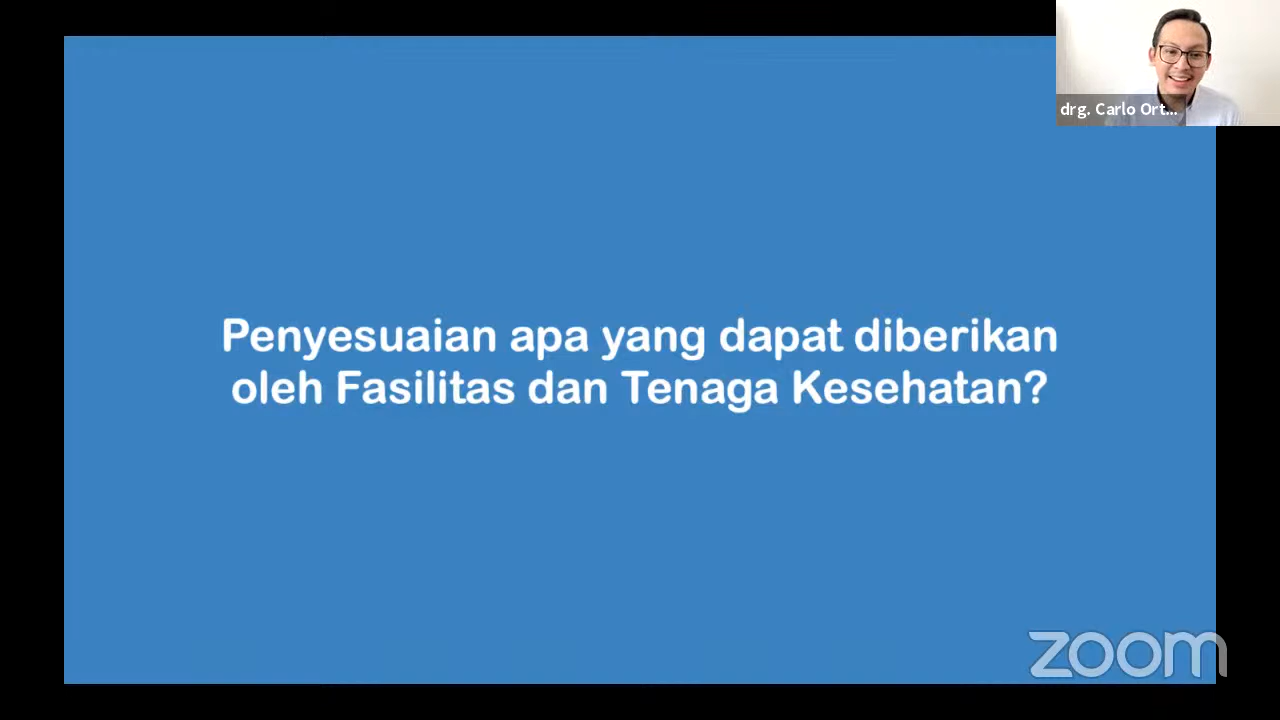 drg. Carlo Ort...
Penyesuaian apa yang dapat diberikan
oleh Fasilitas dan Tenaga Kesehatan?
zoom